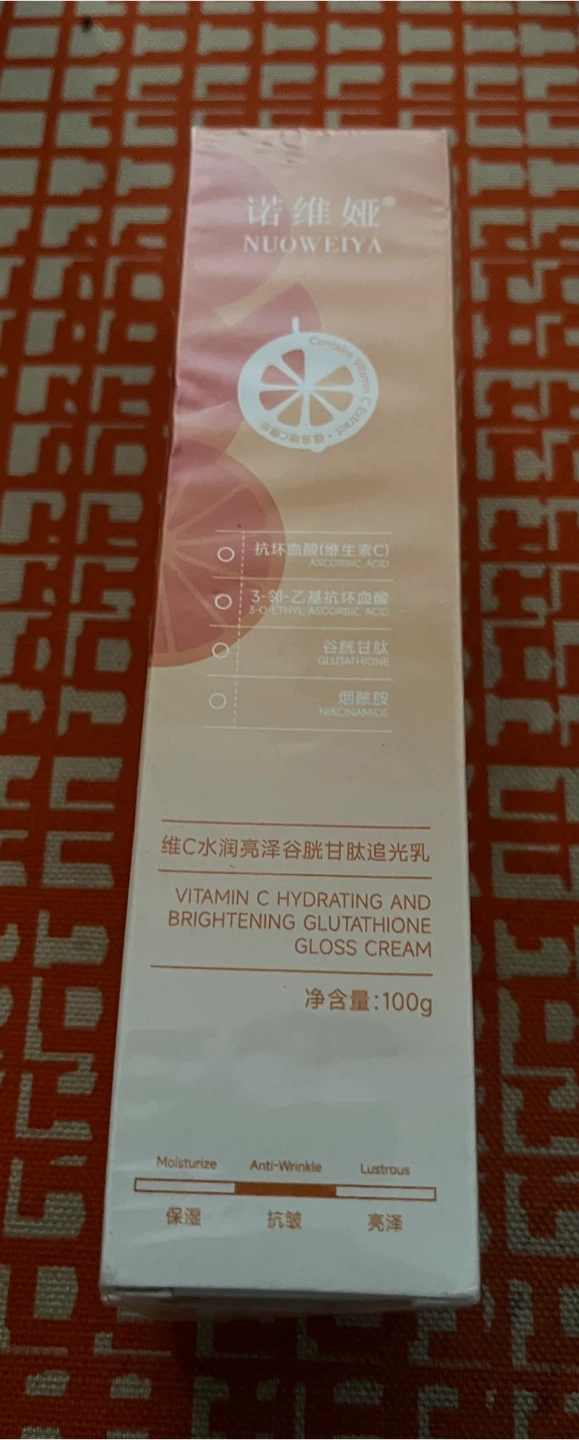 诺维娅®
NUOWEIYA
Contains Vitamin C Extract
抗坏血酸(维生素C)
ASCORBIC ACID
3-邻-乙基抗坏血酸
3-O-ETHYL ASCORBIC ACID
谷胱甘肽
GLUTATHIONE
烟酰胺
NIACINAMIDE
维C水润亮泽谷胱甘肽追光乳
VITAMIN C HYDRATING AND
BRIGHTENING GLUTATHIONE
GLOSS CREAM
净含量:100g
Moisturize Anti-Wrinkle Lustrous
保湿 抗皱 亮泽